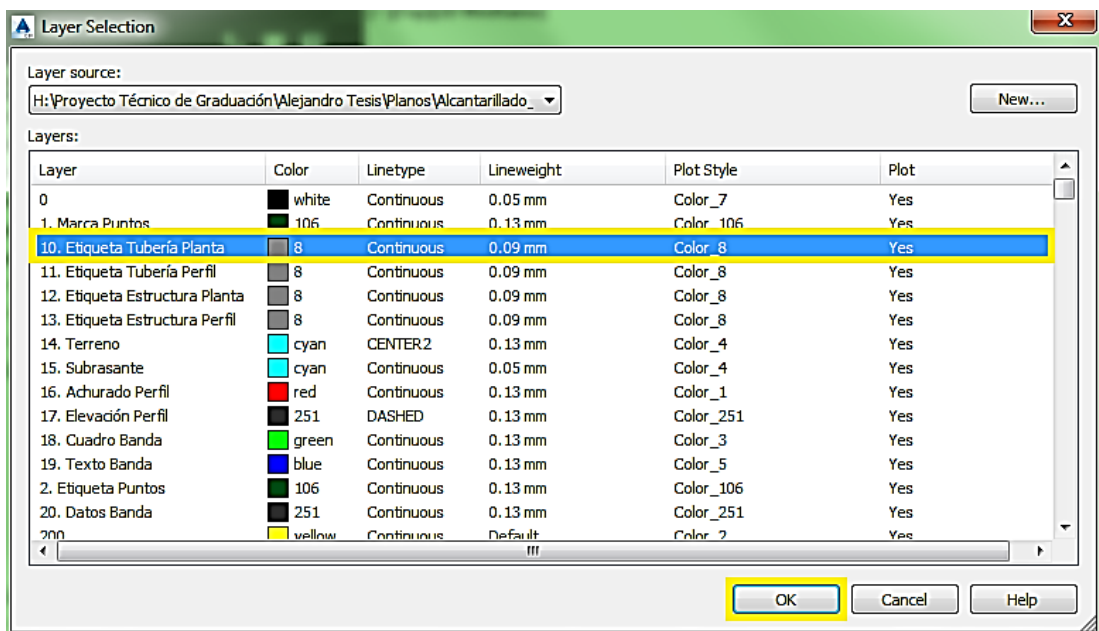 Layer Selection
Layer source:
H:\Proyecto Técnico de Graduación\Alejandro Tesis\Planos\Alcantarillado_
New...
Layers:
Layer Color Linetype Lineweight Plot Style Plot
0 white Continuous 0.05 mm Color_7 Yes
1. Marca Puntos 106 Continuous 0.13 mm Color_106 Yes
10. Etiqueta Tubería Planta 8 Continuous 0.09 mm Color_8 Yes
11. Etiqueta Tubería Perfil 8 Continuous 0.09 mm Color_8 Yes
12. Etiqueta Estructura Planta 8 Continuous 0.09 mm Color_8 Yes
13. Etiqueta Estructura Perfil 8 Continuous 0.09 mm Color_8 Yes
14. Terreno cyan CENTER2 0.13 mm Color_4 Yes
15. Subrasante cyan Continuous 0.05 mm Color_4 Yes
16. Achurado Perfil red Continuous 0.13 mm Color_1 Yes
17. Elevación Perfil 251 DASHED 0.13 mm Color_251 Yes
18. Cuadro Banda green Continuous 0.13 mm Color_3 Yes
19. Texto Banda blue Continuous 0.13 mm Color_5 Yes
2. Etiqueta Puntos 106 Continuous 0.13 mm Color_106 Yes
20. Datos Banda 251 Continuous 0.13 mm Color_251 Yes
200 yellow Continuous Default Color_2 Yes
OK Cancel Help